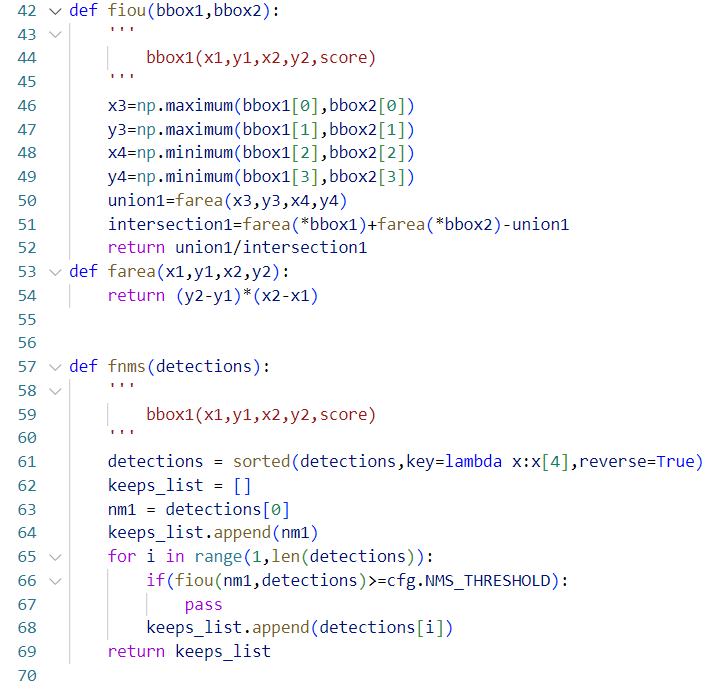 42 def fiou(bbox1,bbox2):
43     '''
44         bbox1(x1,y1,x2,y2,score)
45     '''
46     x3=np.maximum(bbox1[0],bbox2[0])
47     y3=np.maximum(bbox1[1],bbox2[1])
48     x4=np.minimum(bbox1[2],bbox2[2])
49     y4=np.minimum(bbox1[3],bbox2[3])
50     union1=farea(x3,y3,x4,y4)
51     intersection1=farea(*bbox1)+farea(*bbox2)-union1
52     return union1/intersection1
53 def farea(x1,y1,x2,y2):
54     return (y2-y1)*(x2-x1)
55
56
57 def fnms(detections):
58     '''
59         bbox1(x1,y1,x2,y2,score)
60     '''
61     detections = sorted(detections,key=lambda x:x[4],reverse=True)
62     keeps_list = []
63     nm1 = detections[0]
64     keeps_list.append(nm1)
65     for i in range(1,len(detections)):
66         if(fiou(nm1,detections)>=cfg.NMS_THRESHOLD):
67             pass
68         keeps_list.append(detections[i])
69     return keeps_list
70